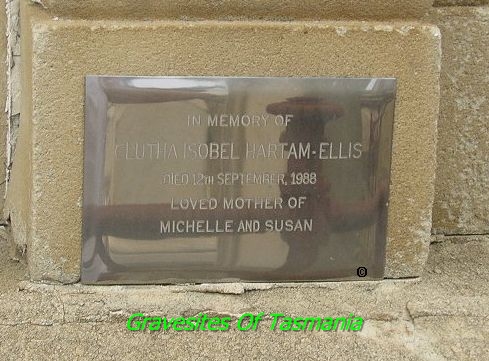 IN MEMORY OF
CLUTHA ISOBEL HARTAM-ELLIS
DIED 12TH SEPTEMBER, 1988
LOVED MOTHER OF
MICHELLE AND SUSAN
©
Gravesites Of Tasmania